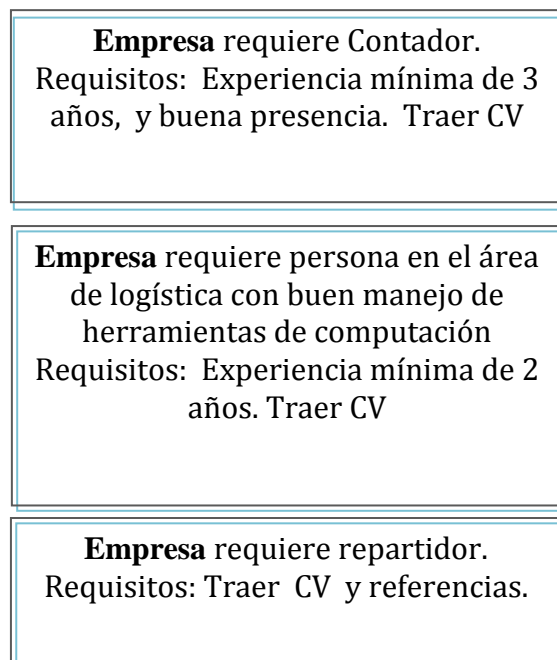 Empresa requiere Contador.
Requisitos: Experiencia mínima de 3
años, y buena presencia. Traer CV
Empresa requiere persona en el área
de logística con buen manejo de
herramientas de computación
Requisitos: Experiencia mínima de 2
años. Traer CV
Empresa requiere repartidor.
Requisitos: Traer CV y referencias.